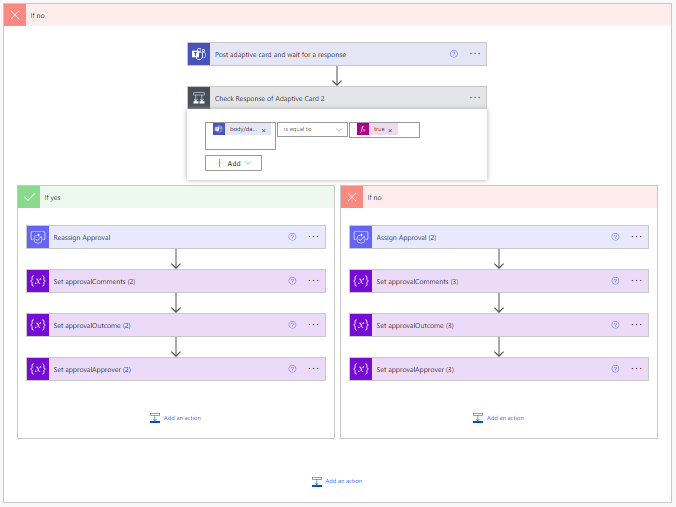 If no
Post adaptive card and wait for a response
Check Response of Adaptive Card 2
body/da... × is equal to fx true ×
Add
If yes
Reassign Approval
{x} Set approvalComments (2)
{x} Set approvalOutcome (2)
{x} Set approvalApprover (2)
Add an action
If no
Assign Approval (2)
{x} Set approvalComments (3)
{x} Set approvalOutcome (3)
{x} Set approvalApprover (3)
Add an action
Add an action